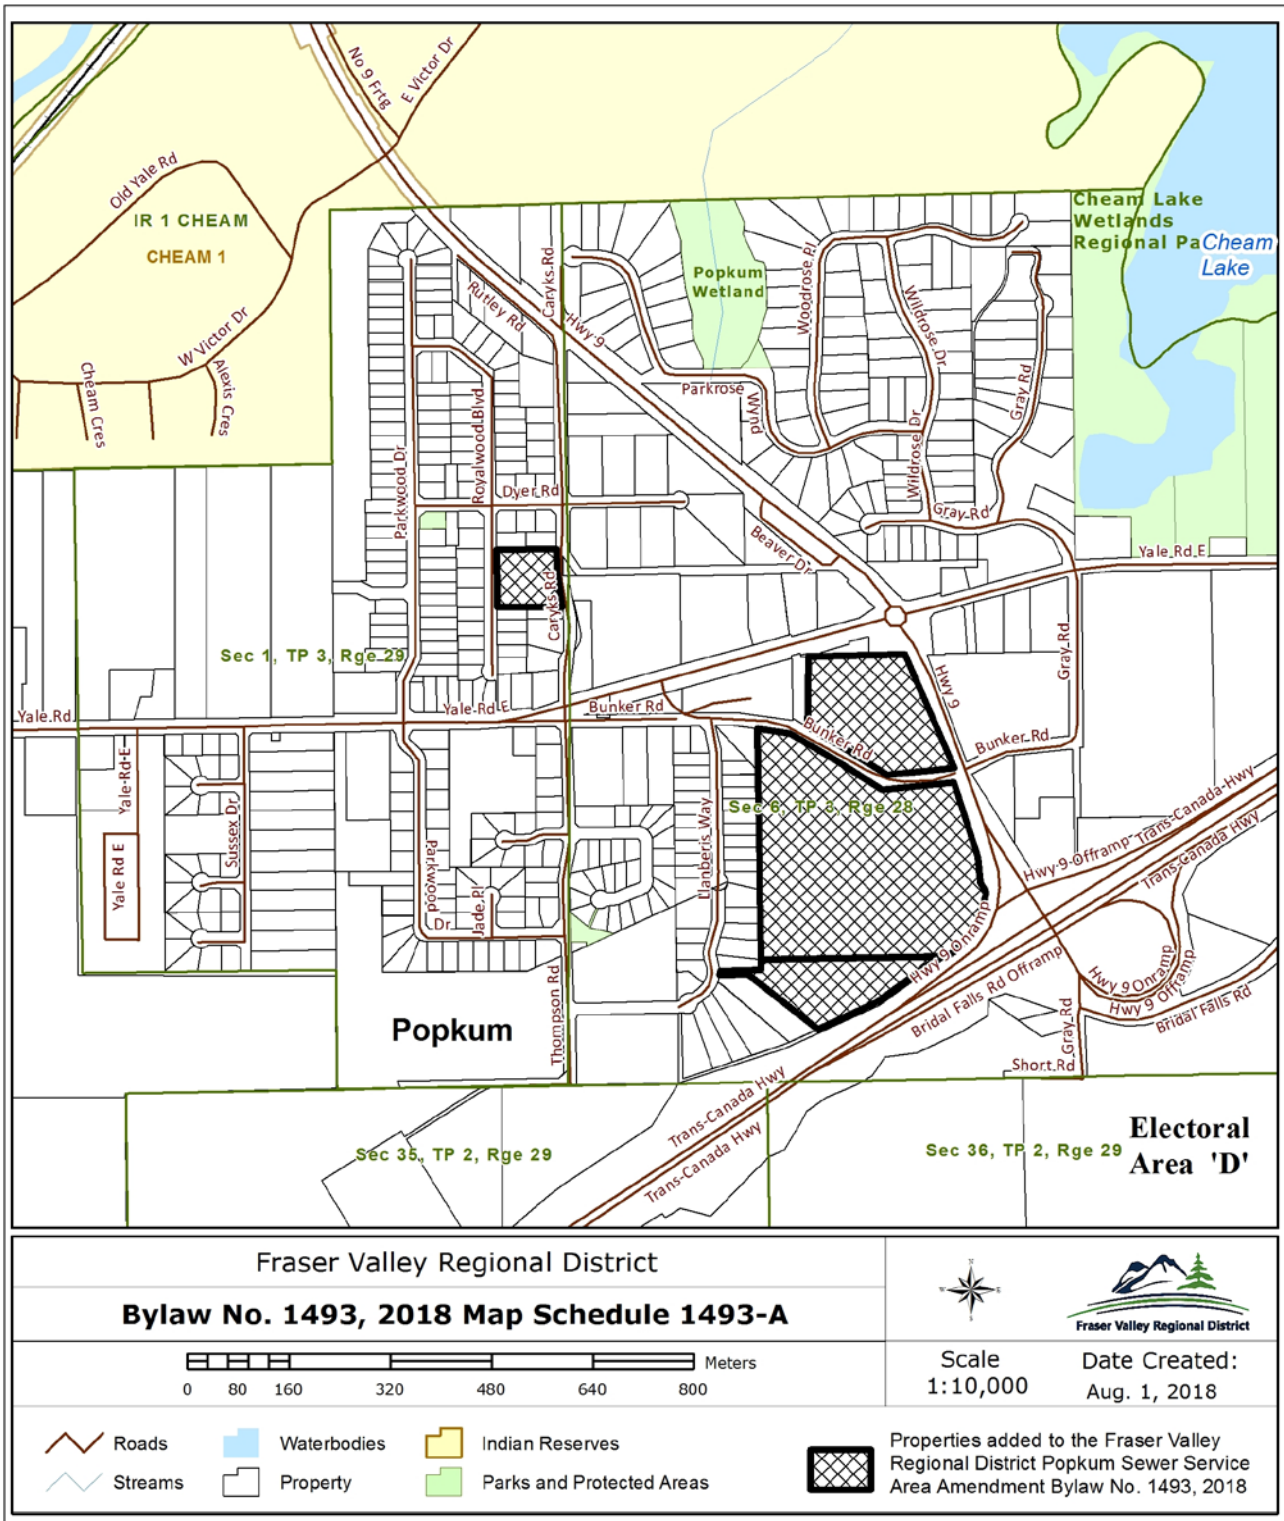 No 9 Frtg
E Victor Dr
Old Yale Rd
IR 1 CHEAM
CHEAM 1
W Victor Dr
Cheam Cres
Alexis Cres
Rutley Rd
Caryks Rd
Hwy 9
Popkum
Wetland
Woodrose Pl
Wildrose Dr
Cheam Lake
Wetlands
Regional Pa
Cheam
Lake
Parkrose
Wynd
Gray Rd
Wildrose Dr
Royalwood Blvd
Parkwood Dr
Dyer Rd
Gray Rd
Beaver Dr
Yale Rd E
Caryks Rd
Sec 1, TP 3, Rge 29
Gray Rd
Hwy 9
Yale Rd
Yale Rd E
Bunker Rd
Bunker Rd
Bunker Rd
Yale Rd E
Sussex Dr
Yale Rd E
Parkwood
Dr
Jade Pl
Llanberis Way
Sec 6, TP 3, Rge 28
Hwy 9 Offramp
Trans-Canada Hwy
Trans-Canada Hwy
Hwy 9 Onramp
Bridal Falls Rd Offramp
Hwy 9 Onramp
Hwy 9 Offramp
Bridal Falls Rd
Gray Rd
Short Rd
Popkum
Thompson Rd
Trans-Canada Hwy
Trans-Canada Hwy
Sec 35, TP 2, Rge 29
Sec 36, TP 2, Rge 29
Electoral
Area 'D'
Fraser Valley Regional District
Bylaw No. 1493, 2018 Map Schedule 1493-A
N
W
E
S
Fraser Valley Regional District
Meters
0 80 160 320 480 640 800
Scale
1:10,000
Date Created:
Aug. 1, 2018
Roads
Waterbodies
Indian Reserves
Streams
Property
Parks and Protected Areas
Properties added to the Fraser Valley
Regional District Popkum Sewer Service
Area Amendment Bylaw No. 1493, 2018